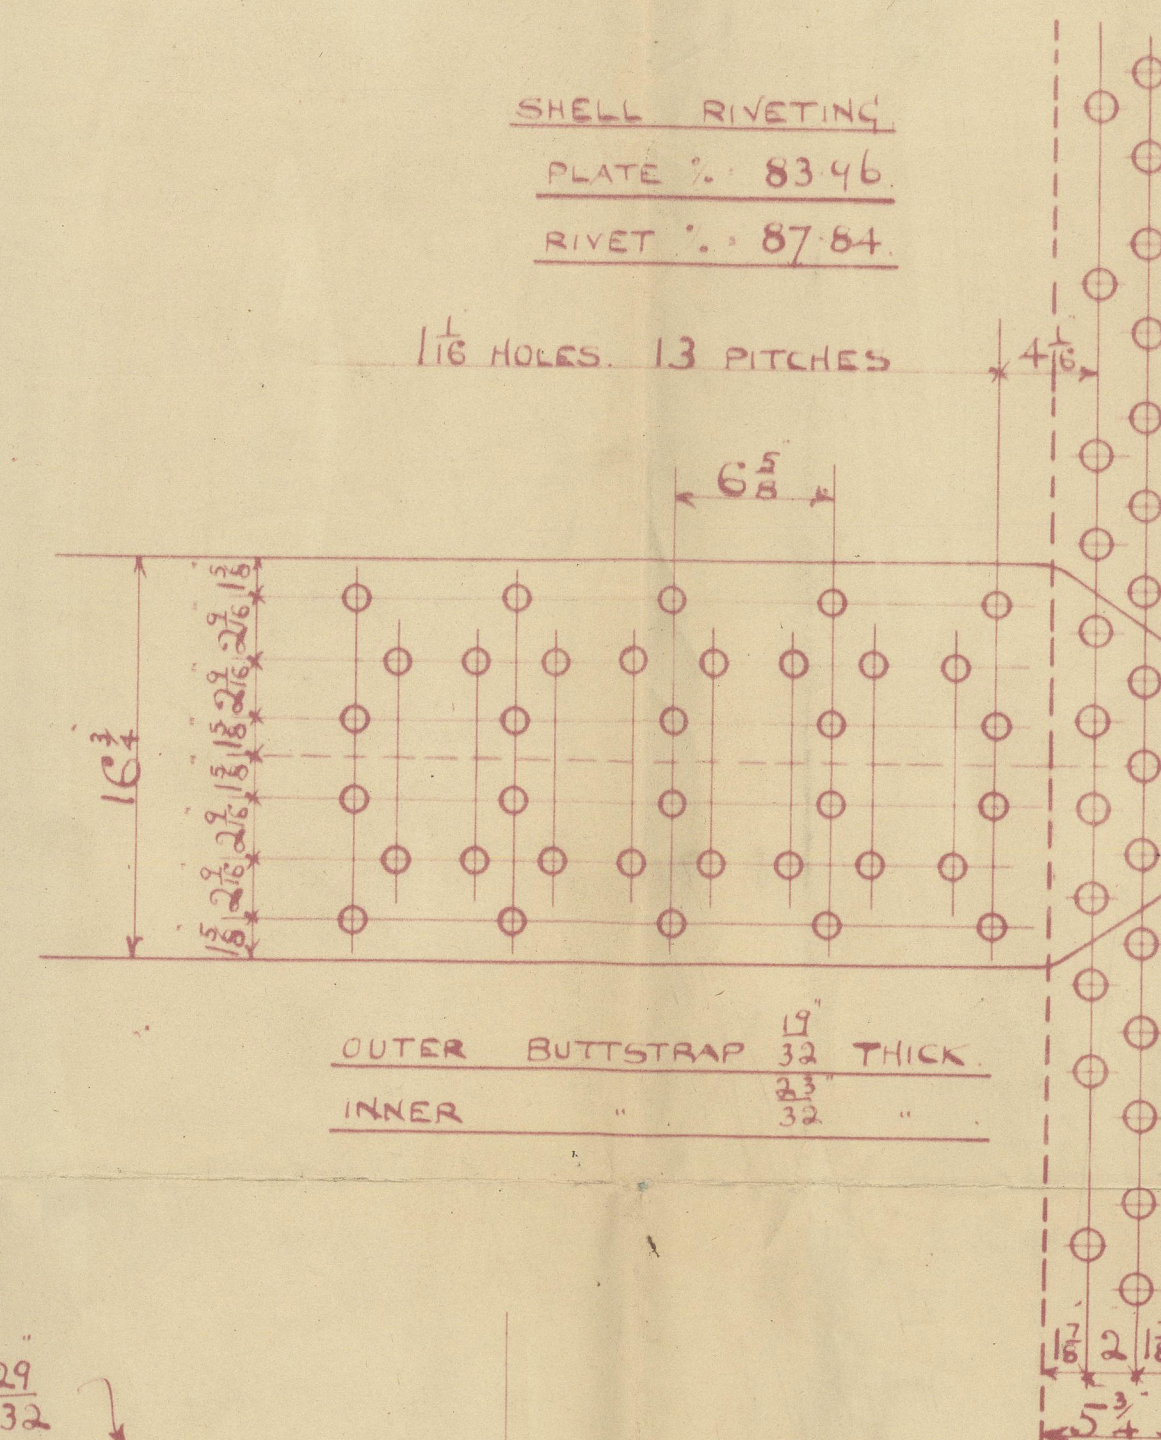 SHELL RIVETING.
PLATE % = 83.46.
RIVET % = 87.84.
1 1/16 HOLES. 13 PITCHES
4 1/16"
6 5/8"
16 3/4"
1 5/8"
2 9/16"
2 9/16"
1 5/8"
1 5/8"
2 9/16"
2 9/16"
1 5/8"
OUTER BUTTSTRAP 19/32" THICK.
INNER " 23/32" " .
29/32"
1 7/8" 2
5 3/4